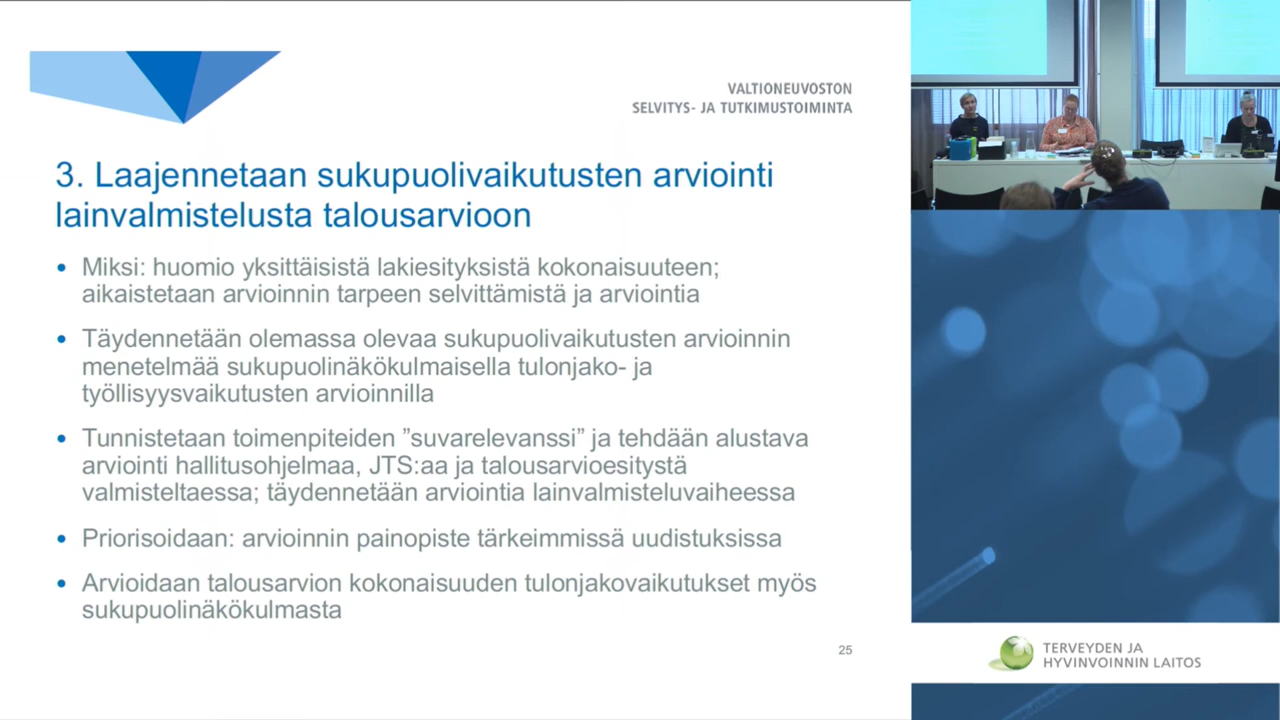 VALTIONEUVOSTON
SELVITYS- JA TUTKIMUSTOIMINTA
3. Laajennetaan sukupuolivaikutusten arviointi
lainvalmistelusta talousarvioon
• Miksi: huomio yksittäisistä lakiesityksistä kokonaisuuteen;
aikaistetaan arvioinnin tarpeen selvittämistä ja arviointia
• Täydennetään olemassa olevaa sukupuolivaikutusten arvioinnin
menetelmää sukupuolinäkökulmaisella tulonjako- ja
työllisyysvaikutusten arvioinnilla
• Tunnistetaan toimenpiteiden ”suvarelevanssi” ja tehdään alustava
arviointi hallitusohjelmaa, JTS:aa ja talousarvioesitystä
valmisteltaessa; täydennetään arviointia lainvalmisteluvaiheessa
• Priorisoidaan: arvioinnin painopiste tärkeimmissä uudistuksissa
• Arvioidaan talousarvion kokonaisuuden tulonjakovaikutukset myös
sukupuolinäkökulmasta
25
TERVEYDEN JA
HYVINVOINNIN LAITOS